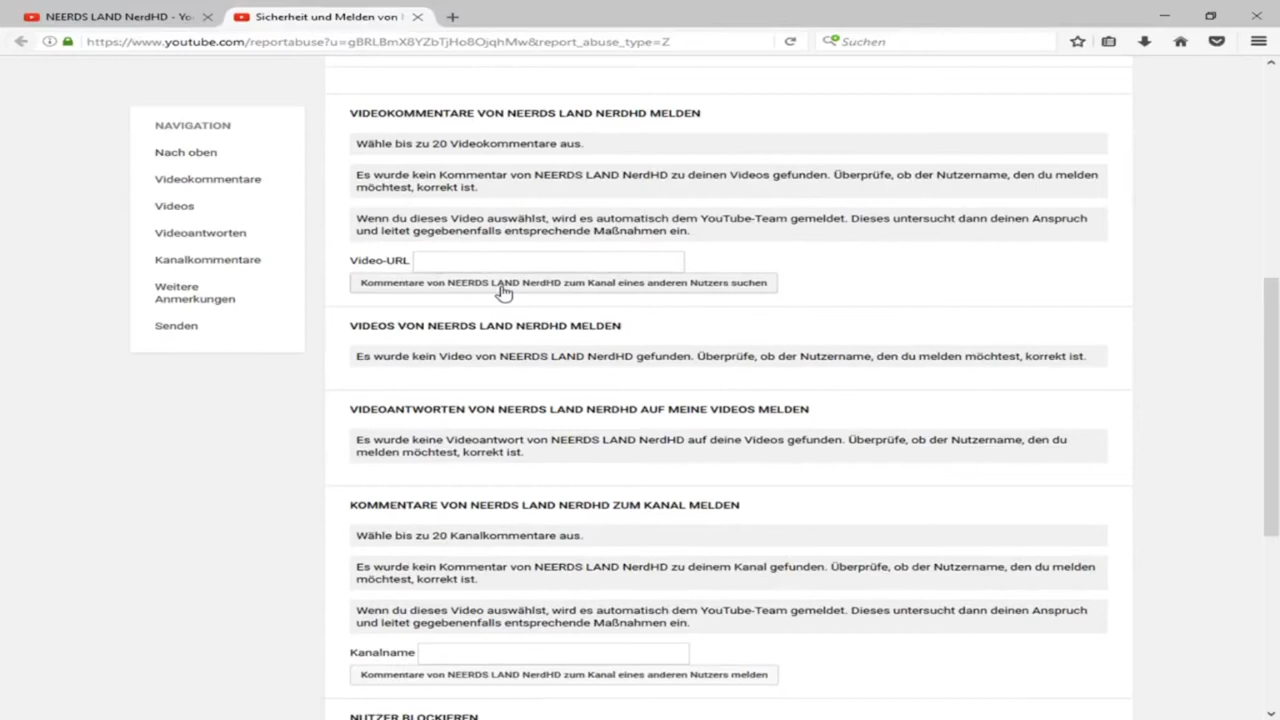 NEERDS LAND NerdHD - Yo
Sicherheit und Melden von
https://www.youtube.com/reportabuse?u=gBRLBmX8YZbTjHo8OjqhMw&report_abuse_type=Z
Suchen
NAVIGATION
Nach oben
Videokommentare
Videos
Videoantworten
Kanalkommentare
Weitere
Anmerkungen
Senden
VIDEOKOMMENTARE VON NEERDS LAND NERDHD MELDEN
Wähle bis zu 20 Videokommentare aus.
Es wurde kein Kommentar von NEERDS LAND NerdHD zu deinen Videos gefunden. Überprüfe, ob der Nutzername, den du melden
möchtest, korrekt ist.
Wenn du dieses Video auswählst, wird es automatisch dem YouTube-Team gemeldet. Dieses untersucht dann deinen Anspruch
und leitet gegebenenfalls entsprechende Maßnahmen ein.
Video-URL
Kommentare von NEERDS LAND NerdHD zum Kanal eines anderen Nutzers suchen
VIDEOS VON NEERDS LAND NERDHD MELDEN
Es wurde kein Video von NEERDS LAND NerdHD gefunden. Überprüfe, ob der Nutzername, den du melden möchtest, korrekt ist.
VIDEOANTWORTEN VON NEERDS LAND NERDHD AUF MEINE VIDEOS MELDEN
Es wurde keine Videoantwort von NEERDS LAND NerdHD auf deine Videos gefunden. Überprüfe, ob der Nutzername, den du
melden möchtest, korrekt ist.
KOMMENTARE VON NEERDS LAND NERDHD ZUM KANAL MELDEN
Wähle bis zu 20 Kanalkommentare aus.
Es wurde kein Kommentar von NEERDS LAND NerdHD zu deinem Kanal gefunden. Überprüfe, ob der Nutzername, den du melden
möchtest, korrekt ist.
Wenn du dieses Video auswählst, wird es automatisch dem YouTube-Team gemeldet. Dieses untersucht dann deinen Anspruch
und leitet gegebenenfalls entsprechende Maßnahmen ein.
Kanalname
Kommentare von NEERDS LAND NerdHD zum Kanal eines anderen Nutzers melden
NUTZER BLOCKIEREN